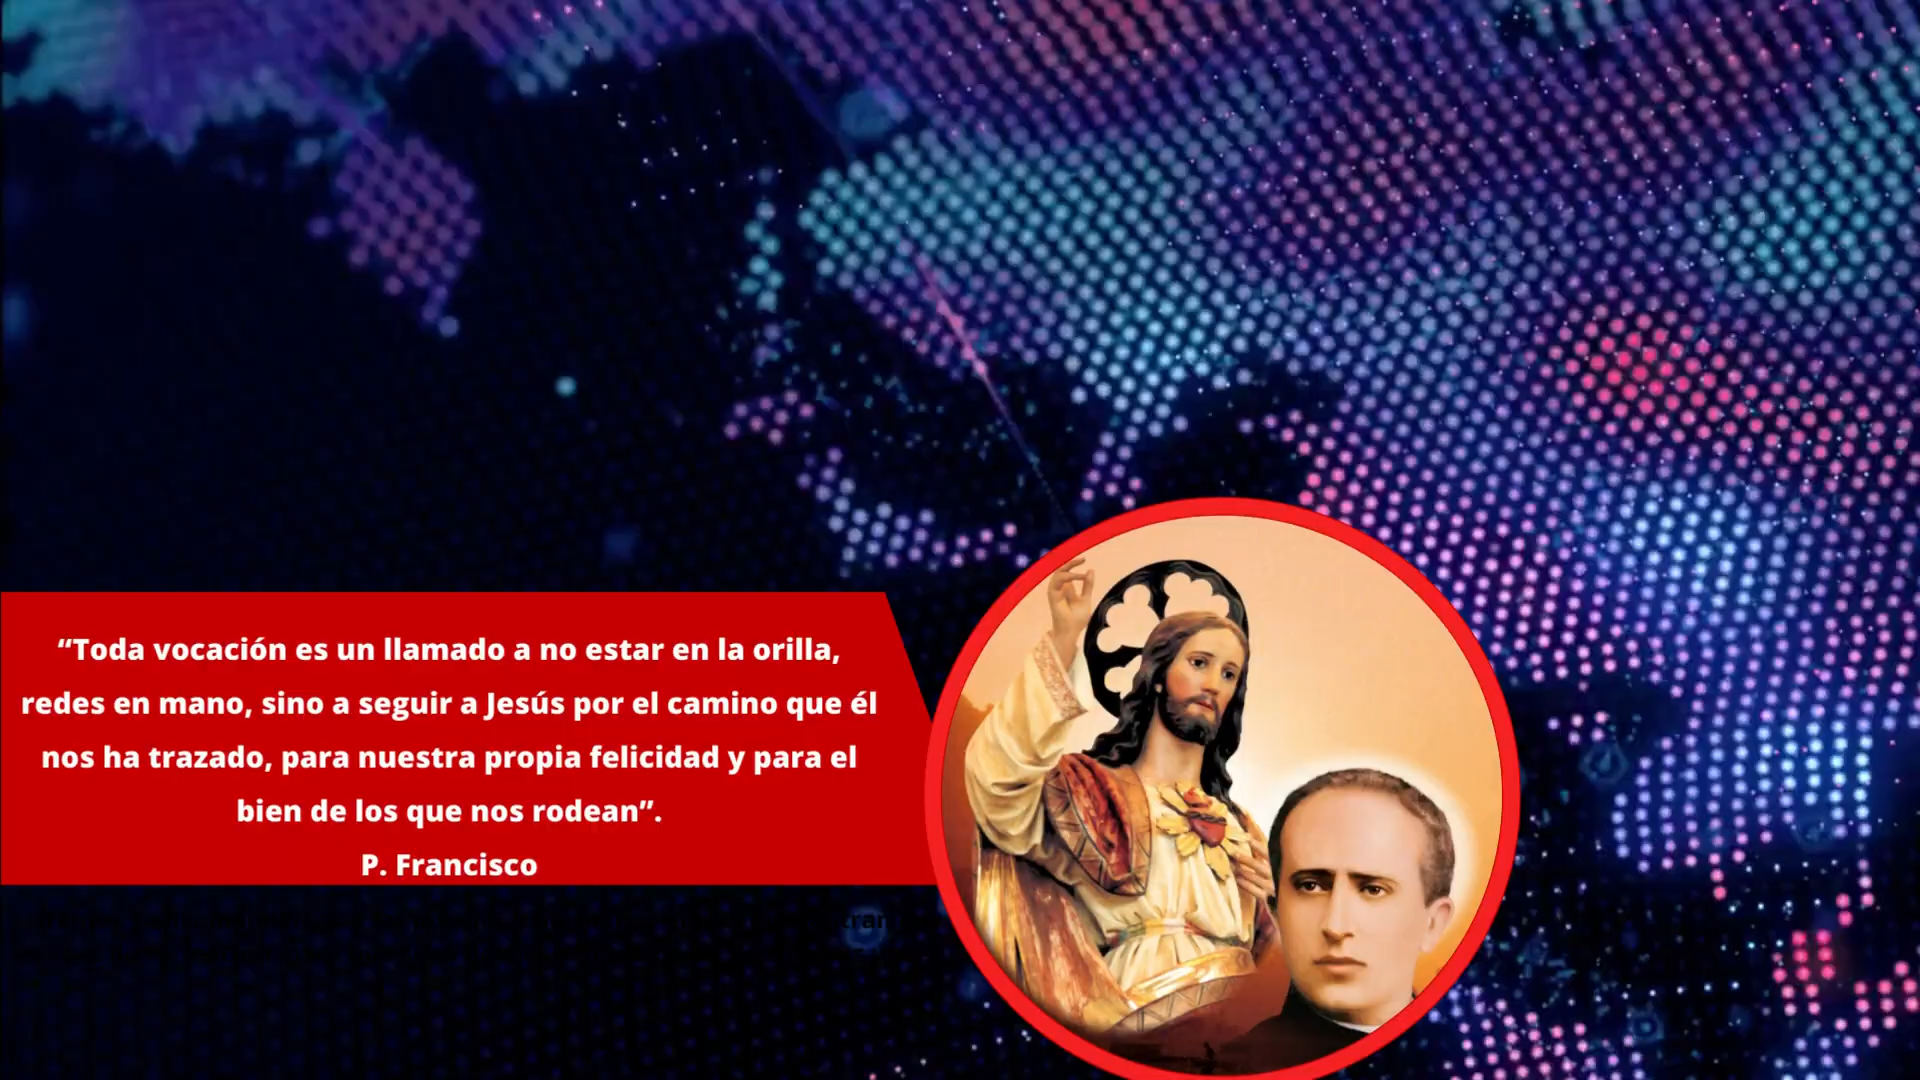 “Toda vocación es un llamado a no estar en la orilla,
redes en mano, sino a seguir a Jesús por el camino que él
nos ha trazado, para nuestra propia felicidad y para el
bien de los que nos rodean”.
P. Francisco